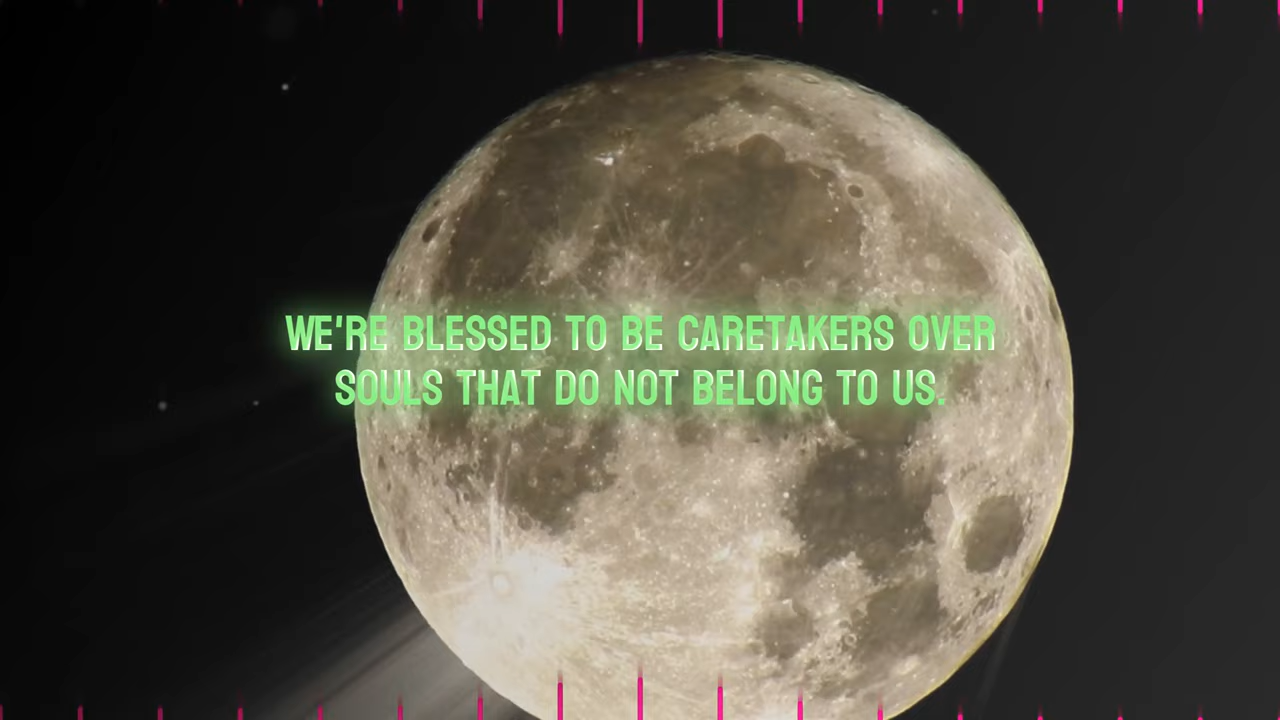 WE'RE BLESSED TO BE CARETAKERS OVER
SOULS THAT DO NOT BELONG TO US.